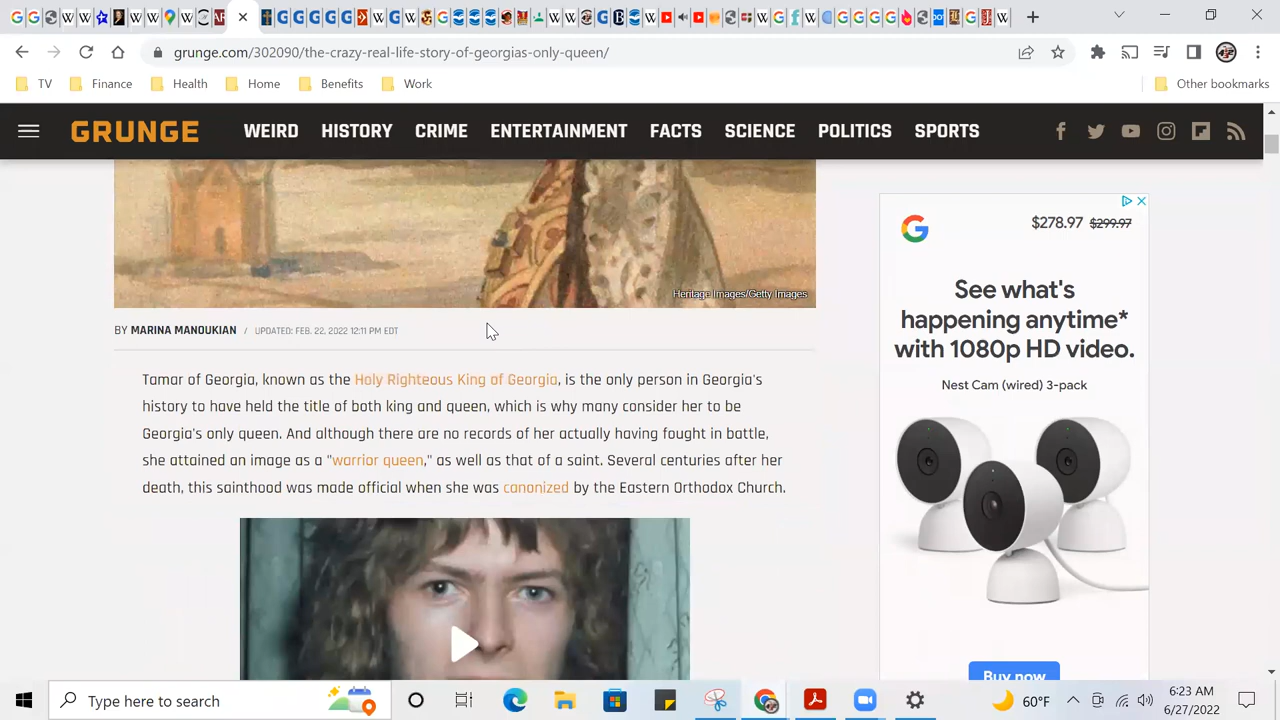 grunge.com/302090/the-crazy-real-life-story-of-georgias-only-queen/
TV Finance Health Home Benefits Work Other bookmarks
GRUNGE WEIRD HISTORY CRIME ENTERTAINMENT FACTS SCIENCE POLITICS SPORTS
Heritage Images/Getty Images
BY MARINA MANOUKIAN / UPDATED: FEB. 22, 2022 12:11 PM EDT
Tamar of Georgia, known as the Holy Righteous King of Georgia, is the only person in Georgia's
history to have held the title of both king and queen, which is why many consider her to be
Georgia's only queen. And although there are no records of her actually having fought in battle,
she attained an image as a "warrior queen," as well as that of a saint. Several centuries after her
death, this sainthood was made official when she was canonized by the Eastern Orthodox Church.
$278.97 $299.97
See what's
happening anytime*
with 1080p HD video.
Nest Cam (wired) 3-pack
Buy now
Type here to search
60°F
6:23 AM
6/27/2022